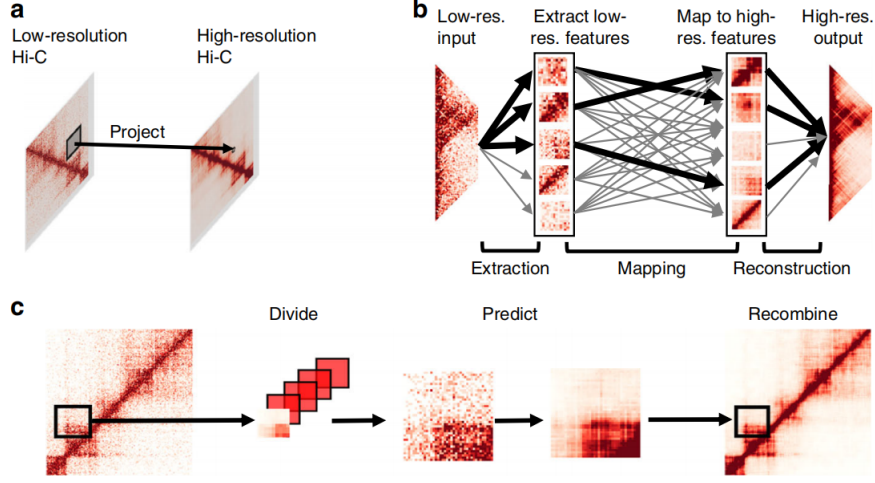 a
Low-resolution
Hi-C
High-resolution
Hi-C
Project
b
Low-res.
input
Extract low-
res. features
Map to high-
res. features
High-res.
output
Extraction
Mapping
Reconstruction
c
Divide
Predict
Recombine